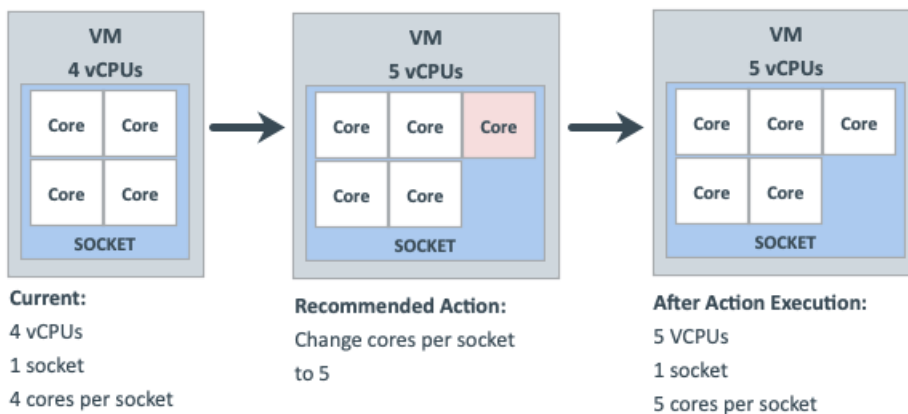 VM
4 vCPUs
Core Core
Core Core
SOCKET
Current:
4 vCPUs
1 socket
4 cores per socket
VM
5 vCPUs
Core Core Core
Core Core
SOCKET
Recommended Action:
Change cores per socket
to 5
VM
5 vCPUs
Core Core Core
Core Core
SOCKET
After Action Execution:
5 VCPUs
1 socket
5 cores per socket